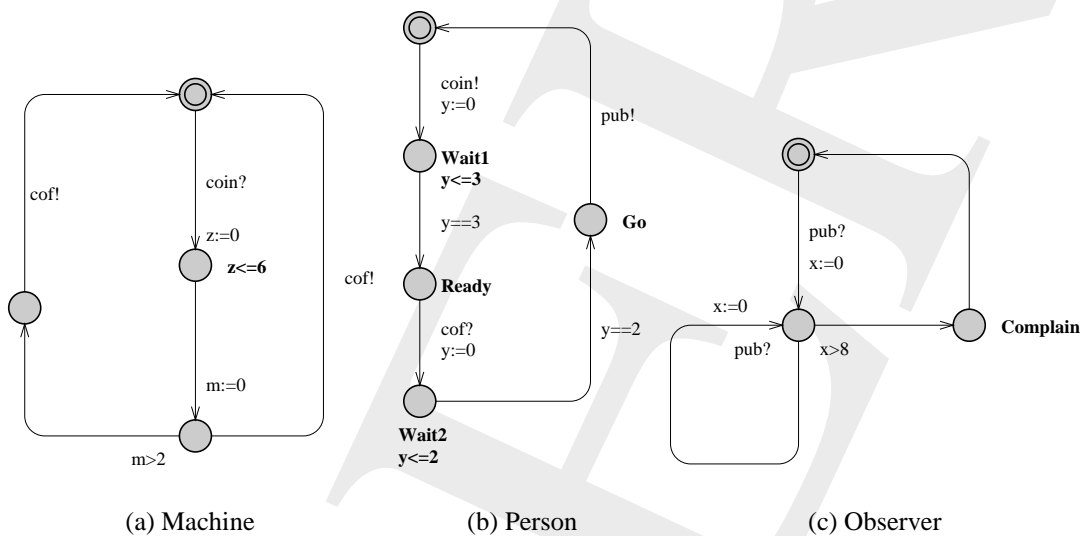 cof!
coin?
z:=0
z<=6
m:=0
m>2
cof!
(a) Machine
coin!
y:=0
Wait1
y<=3
y==3
Ready
cof?
y:=0
Wait2
y<=2
y==2
Go
pub!
(b) Person
pub?
x:=0
x:=0
pub?
x>8
Complain
(c) Observer